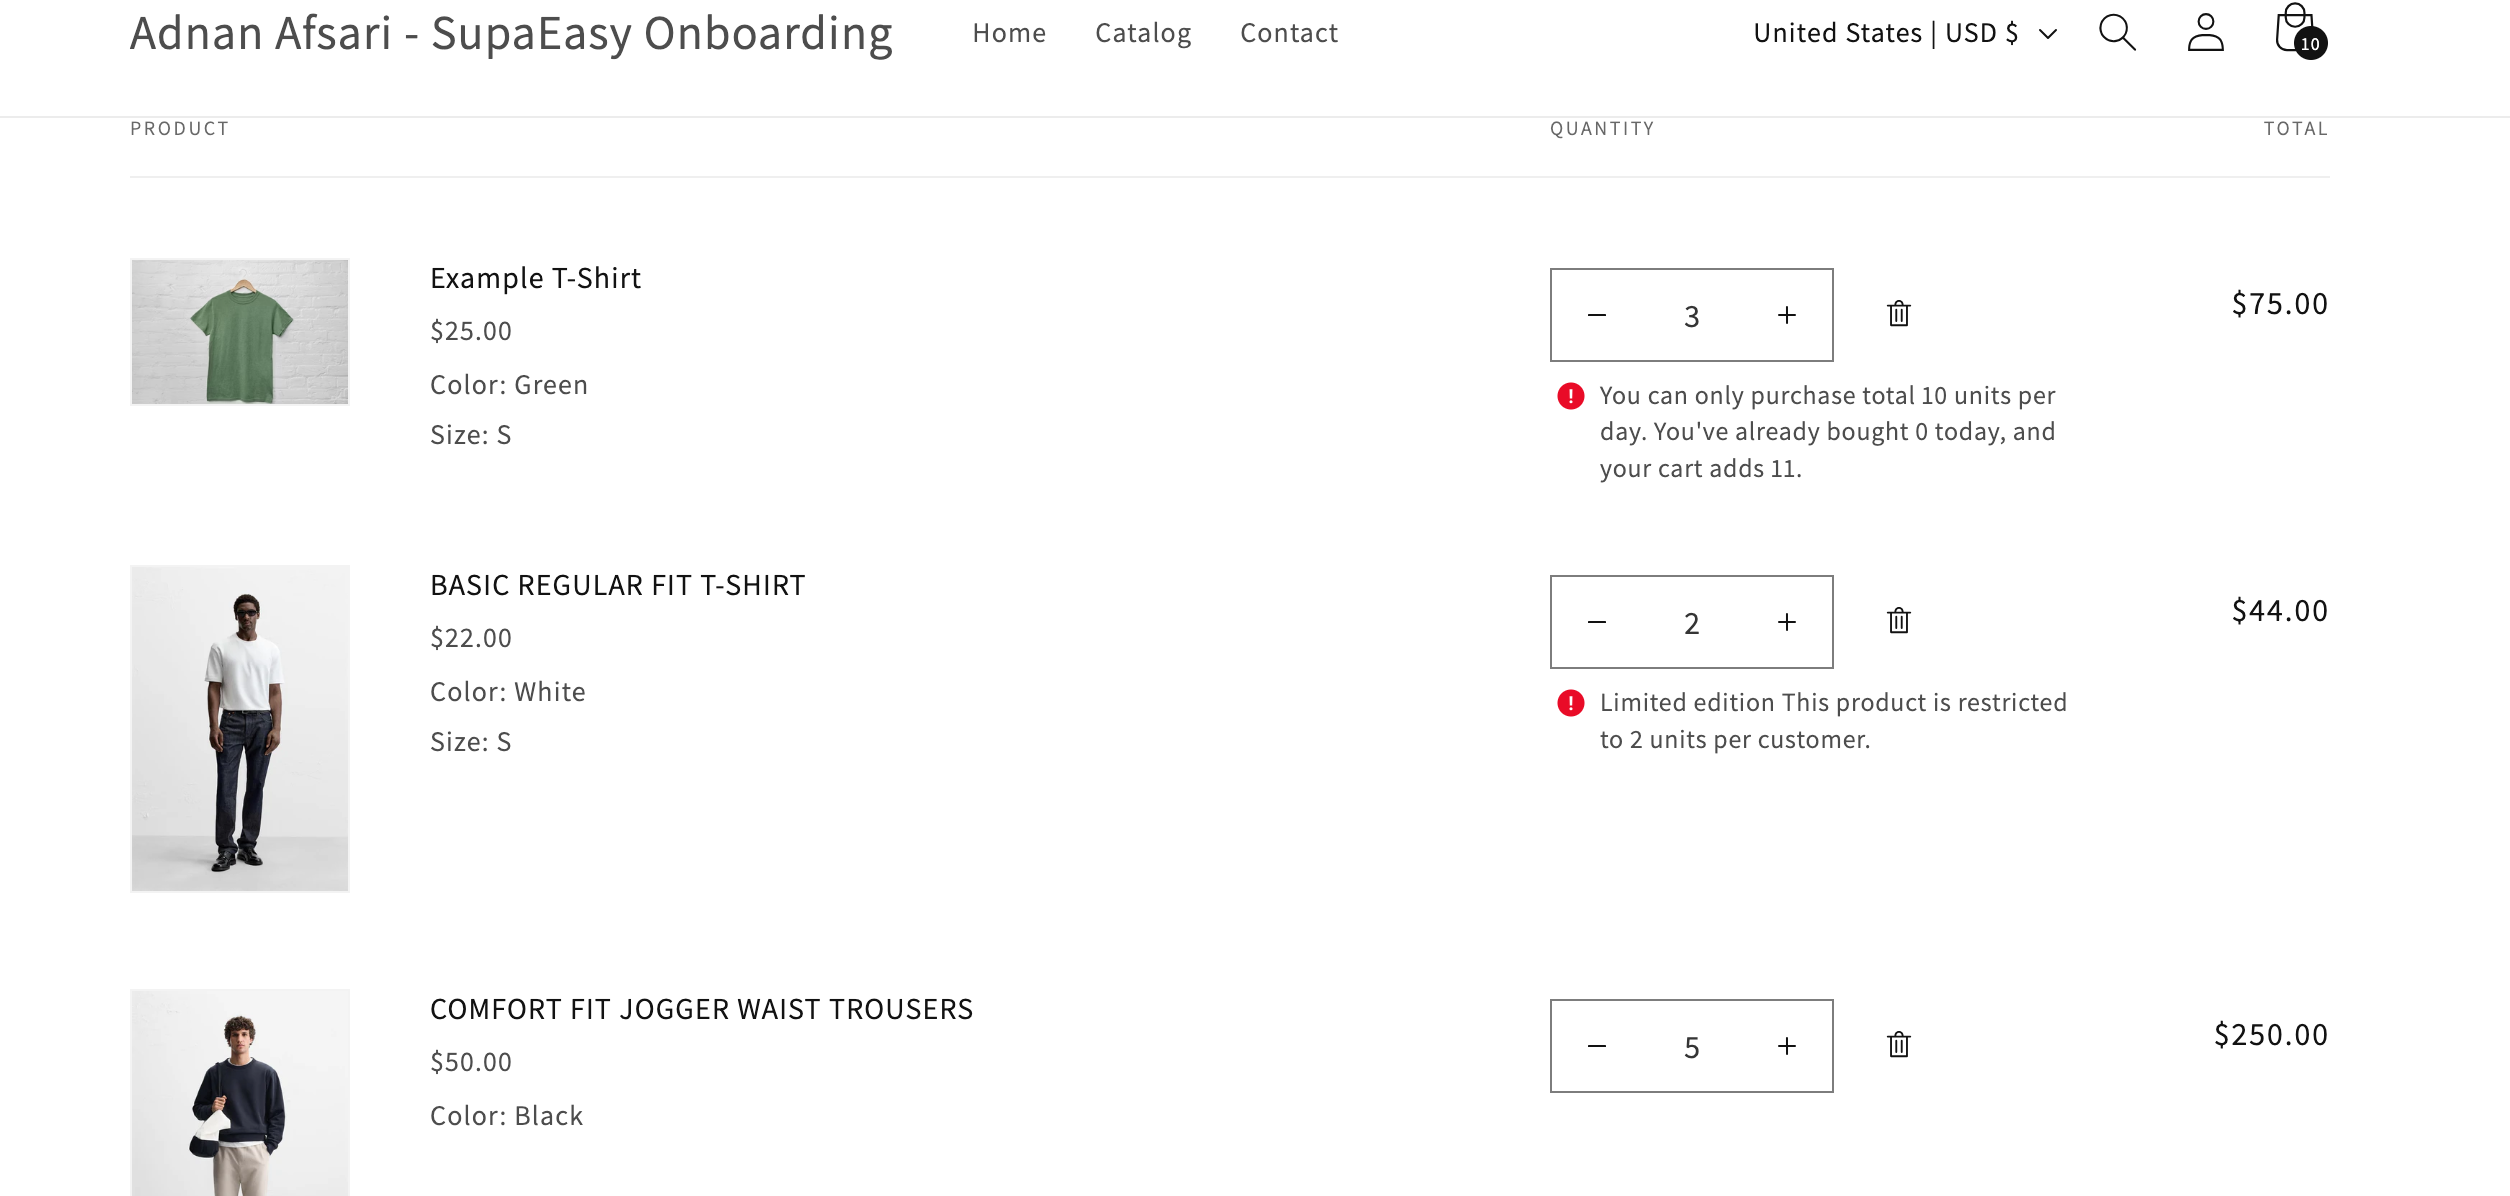 Adnan Afsari - SupaEasy Onboarding
Home
Catalog
Contact
United States | USD $
10
PRODUCT
QUANTITY
TOTAL
Example T-Shirt
$25.00
Color: Green
Size: S
3
$75.00
You can only purchase total 10 units per
day. You've already bought 0 today, and
your cart adds 11.
BASIC REGULAR FIT T-SHIRT
$22.00
Color: White
Size: S
2
$44.00
Limited edition This product is restricted
to 2 units per customer.
COMFORT FIT JOGGER WAIST TROUSERS
$50.00
Color: Black
5
$250.00